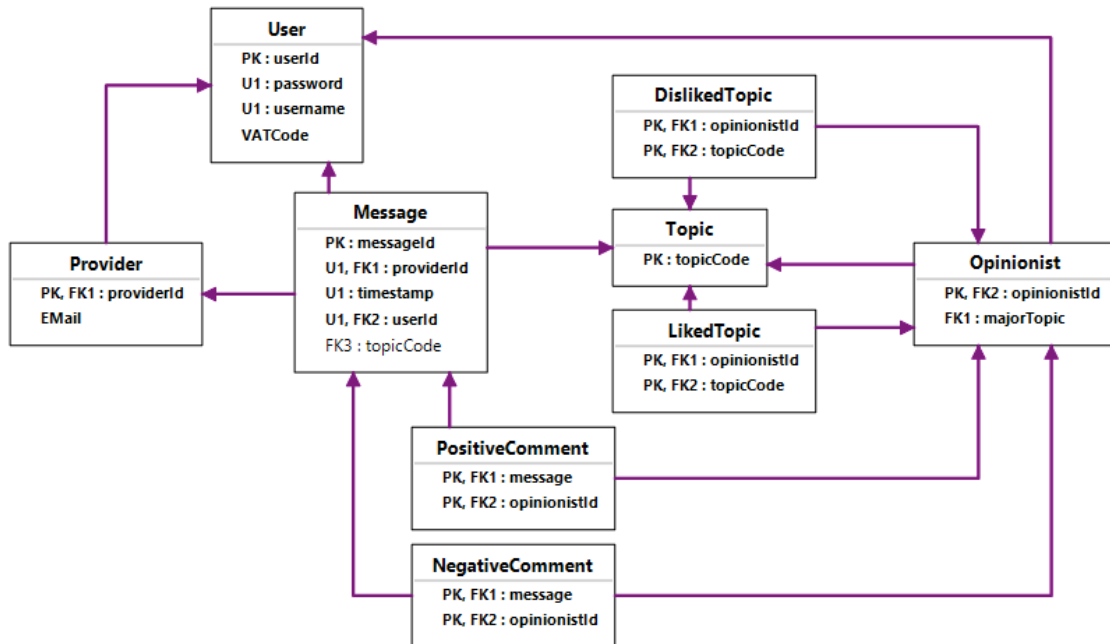 User
PK : userId
U1 : password
U1 : username
VATCode
DislikedTopic
PK, FK1 : opinionistId
PK, FK2 : topicCode
Message
PK : messageId
U1, FK1 : providerId
U1 : timestamp
U1, FK2 : userId
FK3 : topicCode
Topic
PK : topicCode
Provider
PK, FK1 : providerId
EMail
Opinionist
PK, FK2 : opinionistId
FK1 : majorTopic
LikedTopic
PK, FK1 : opinionistId
PK, FK2 : topicCode
PositiveComment
PK, FK1 : message
PK, FK2 : opinionistId
NegativeComment
PK, FK1 : message
PK, FK2 : opinionistId